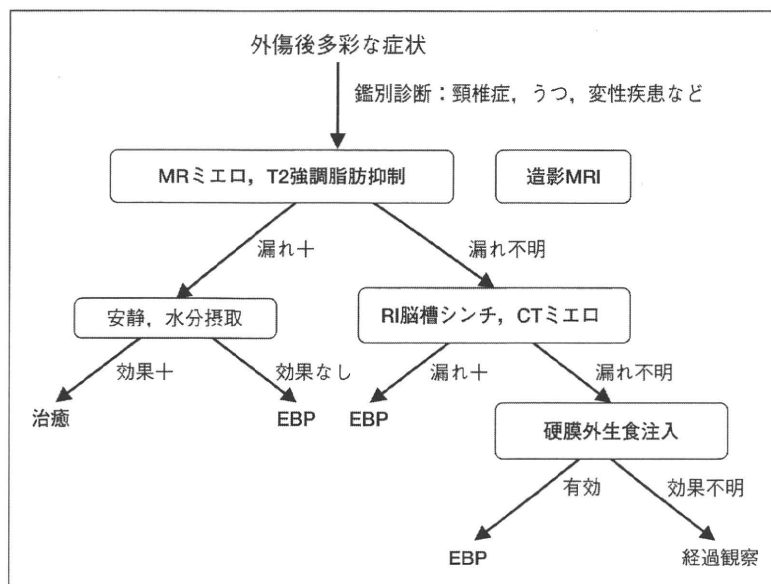 外傷後多彩な症状
鑑別診断：頸椎症，うつ，変性疾患など
MRミエロ，T2強調脂肪抑制
造影MRI
漏れ＋
漏れ不明
安静，水分摂取
RI脳槽シンチ，CTミエロ
効果＋
効果なし
漏れ＋
漏れ不明
治癒
EBP
EBP
硬膜外生食注入
有効
効果不明
EBP
経過観察